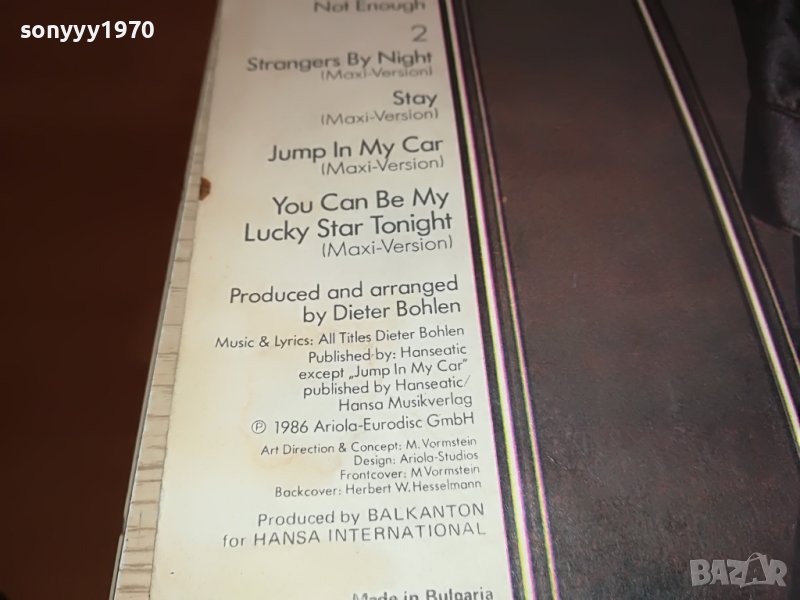 sonyyy1970
Not Enough
2
Strangers By Night
(Maxi-Version)
Stay
(Maxi-Version)
Jump In My Car
(Maxi-Version)
You Can Be My
Lucky Star Tonight
(Maxi-Version)
Produced and arranged
by Dieter Bohlen
Music & Lyrics: All Titles Dieter Bohlen
Published by: Hanseatic
except „Jump In My Car"
published by Hanseatic/
Hansa Musikverlag
℗ 1986 Ariola-Eurodisc GmbH
Art Direction & Concept: M. Vormstein
Design: Ariola-Studios
Frontcover: M Vormstein
Backcover: Herbert W. Hesselmann
Produced by BALKANTON
for HANSA INTERNATIONAL
Made in Bulgaria
BAZAR